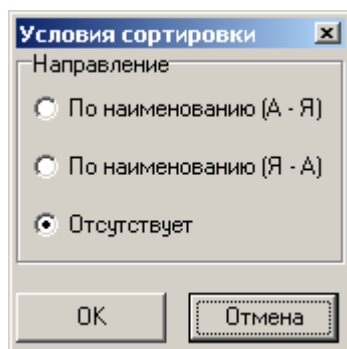 Условия сортировки
Направление
По наименованию (А - Я)
По наименованию (Я - А)
Отсутствует
OK
Отмена